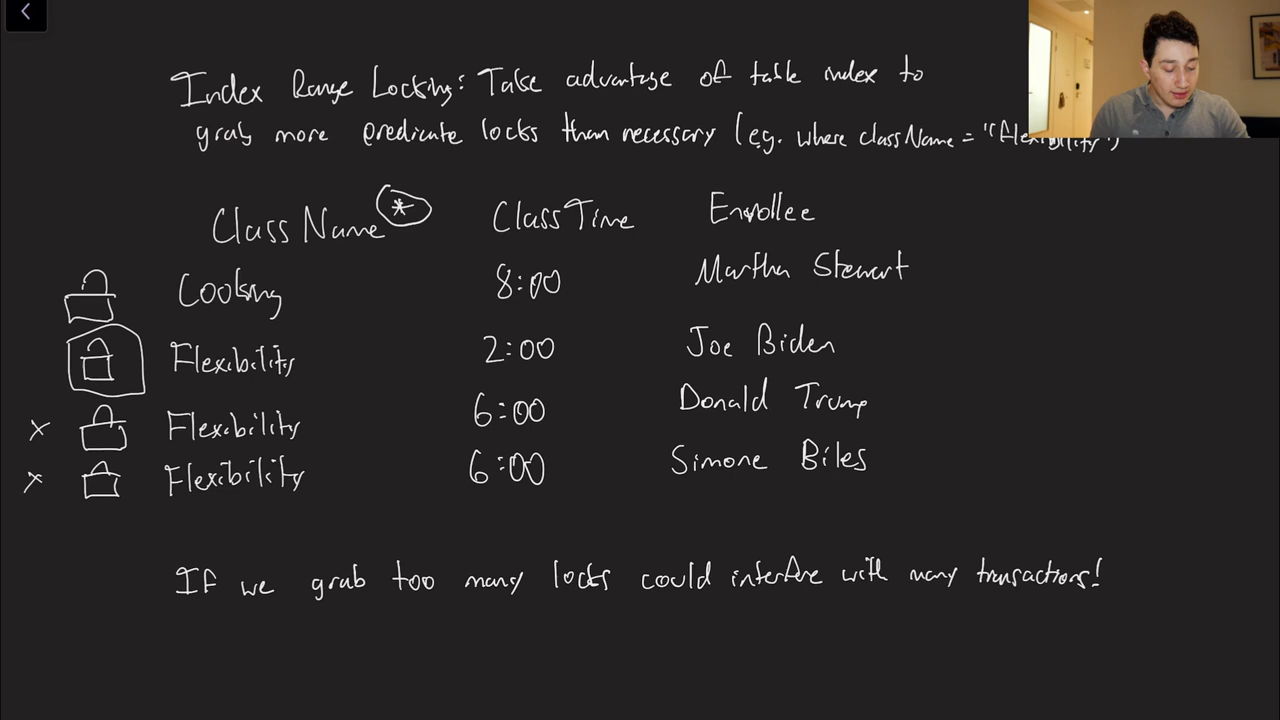 Index Range Locking: Take advantage of table index to
grab more predicate locks than necessary (e.g. where className = "flexibility")
Class Name * Class Time Enrollee
Cooking 8:00 Martha Stewart
Flexibility 2:00 Joe Biden
x Flexibility 6:00 Donald Trump
x Flexibility 6:00 Simone Biles
If we grab too many locks could interfere with many transactions!